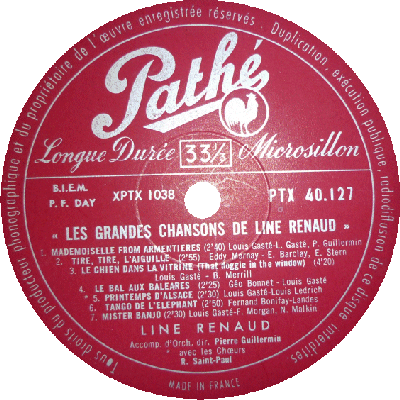 Tous droits du producteur phonographique et du propriétaire de l'œuvre enregistrée réservés. Duplication, exécution publique, radiodiffusion de ce disque interdites
Pathé
Longue Durée 33⅓ Microsillon
B.I.E.M. XPTX 1038 PTX 40.127
P. F. DAY
« LES GRANDES CHANSONS DE LINE RENAUD »
1. MADEMOISELLE FROM ARMENTIERES (2'40) Louis Gasté-L. Gasté, P. Guillermin
2. TIRE, TIRE, L'AIGUILLE (2'55) Eddy Marnay - E. Barclay, E. Stern
3. LE CHIEN DANS LA VITRINE (That doggie in the window) (4'20)
Louis Gasté - B. Merrill
4. LE BAL AUX BALEARES (2'25) Géo Bonnet - Louis Gasté
* 5. PRINTEMPS D'ALSACE (2'30) Louis Gasté-Louis Ledrich
6. TANGO DE L'ELEPHANT (2'50) Fernand Bonifay-Landes
* 7. MISTER BANJO (2'30) Louis Gasté-F. Morgan, N. Malkin
LINE RENAUD
Accomp. d'Orch. dir. Pierre Guillermin
* avec les Chœurs
R. Saint-Paul
MADE IN FRANCE